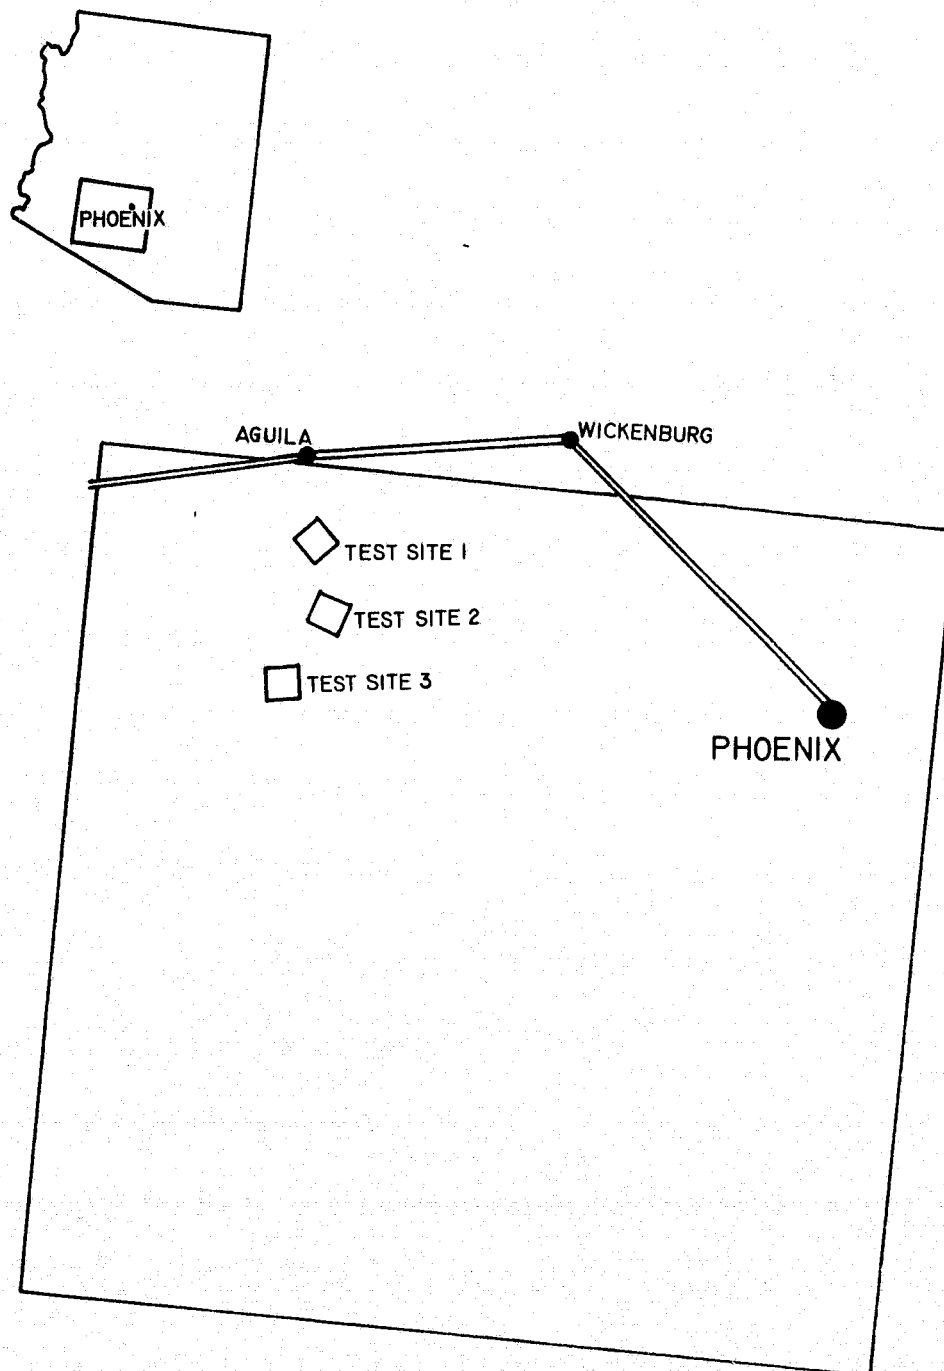 PHOENIX
AGUILA
WICKENBURG
TEST SITE 1
TEST SITE 2
TEST SITE 3
PHOENIX